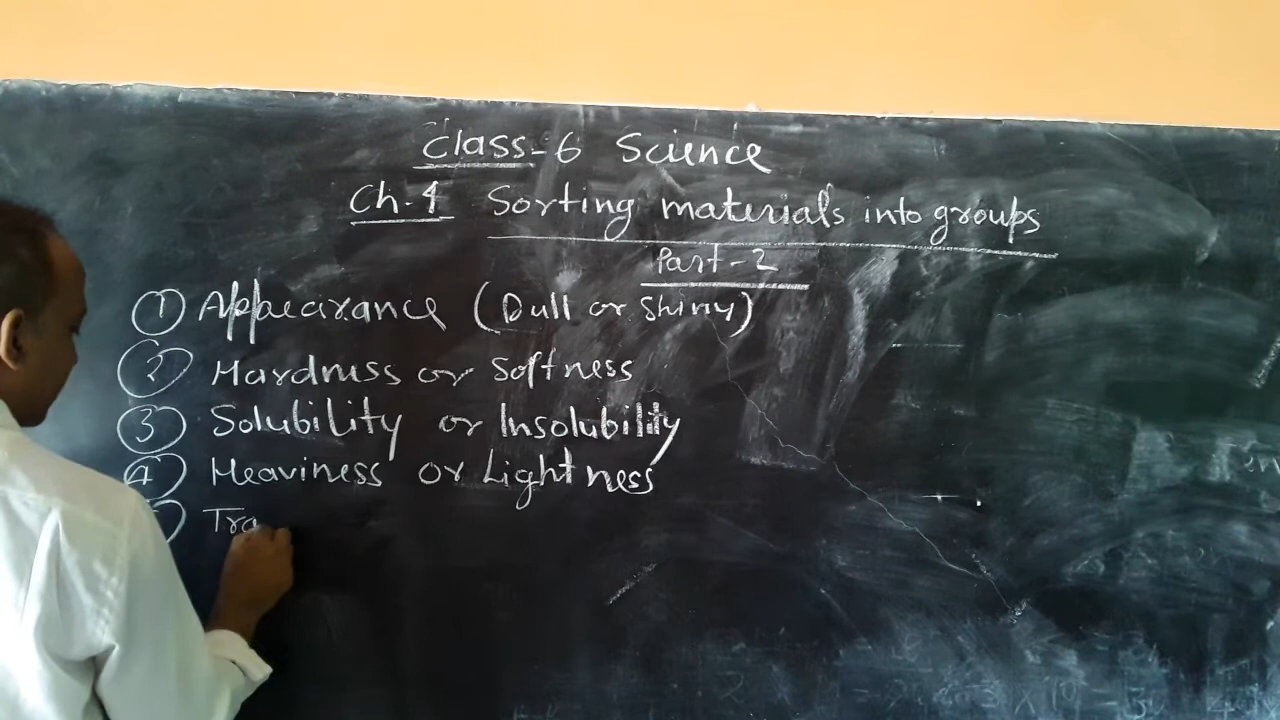 Class-6 Science
Ch-4 Sorting materials into groups
Part-2
① Appearance (Dull or Shiny)
② Hardness or Softness
③ Solubility or Insolubility
④ Heaviness or Lightness
Tra